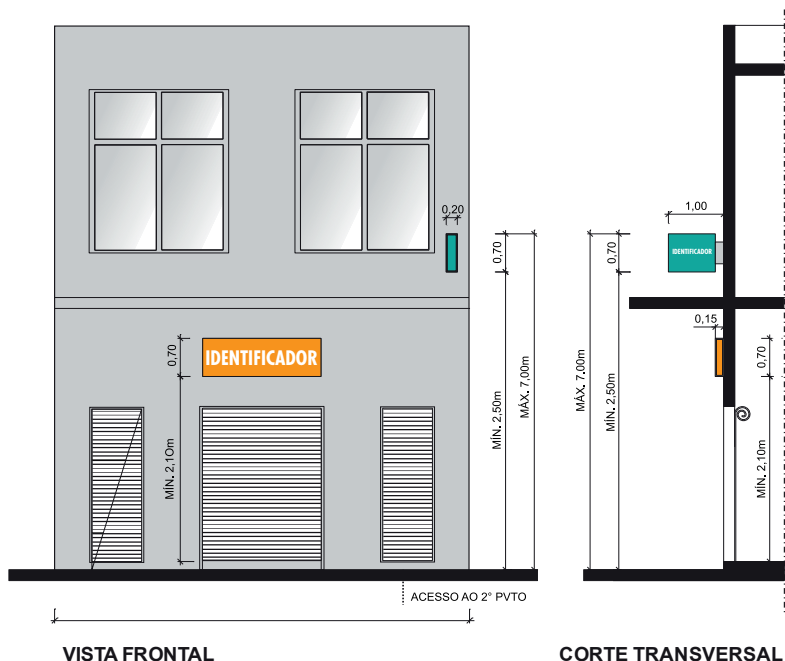 0,20
0,70
MÍN. 2,50m
MÁX. 7,00m
0,70
IDENTIFICADOR
MÍN. 2,10m
ACESSO AO 2° PVTO
VISTA FRONTAL
1,00
IDENTIFICADOR
0,70
MÁX. 7.00m
MÍN. 2,50m
0,15
0,70
MÍN. 2,10m
CORTE TRANSVERSAL